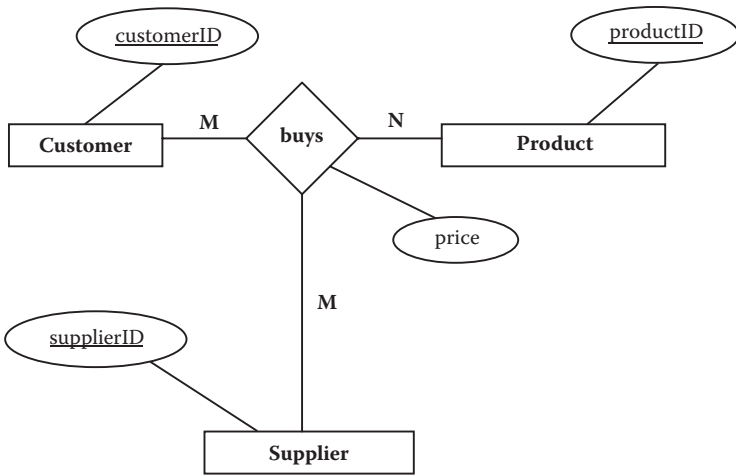 customerID
productID
Customer
M
buys
N
Product
price
M
supplierID
Supplier